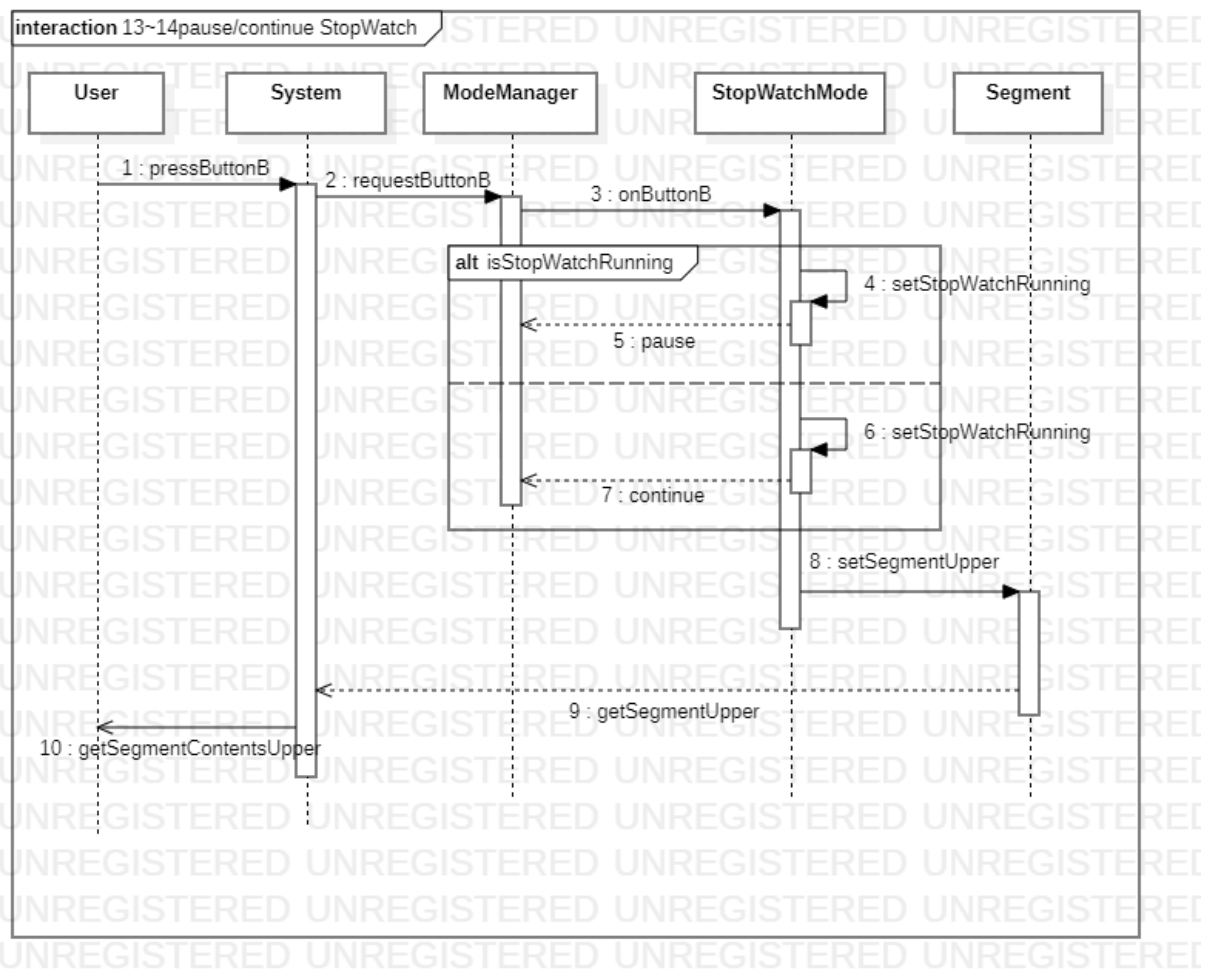 interaction 13~14pause/continue StopWatch
User
System
ModeManager
StopWatchMode
Segment
1 : pressButtonB
2 : requestButtonB
3 : onButtonB
alt isStopWatchRunning
4 : setStopWatchRunning
5 : pause
6 : setStopWatchRunning
7 : continue
8 : setSegmentUpper
9 : getSegmentUpper
10 : getSegmentContentsUpper
UNREGISTERED